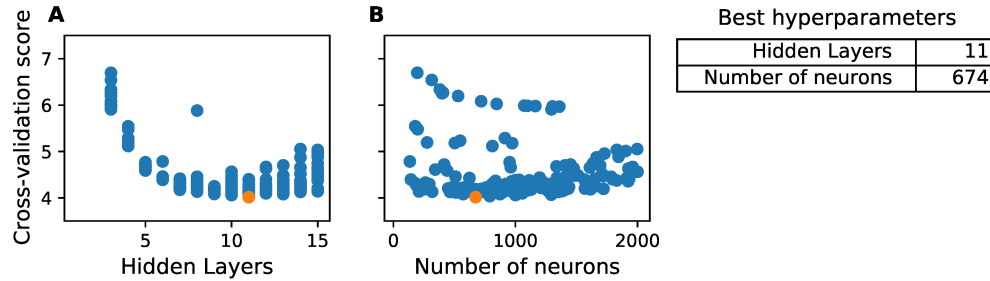 A
Cross-validation score
7
6
5
4
5
10
15
Hidden Layers
B
0
1000
2000
Number of neurons
Best hyperparameters
Hidden Layers 11
Number of neurons 674